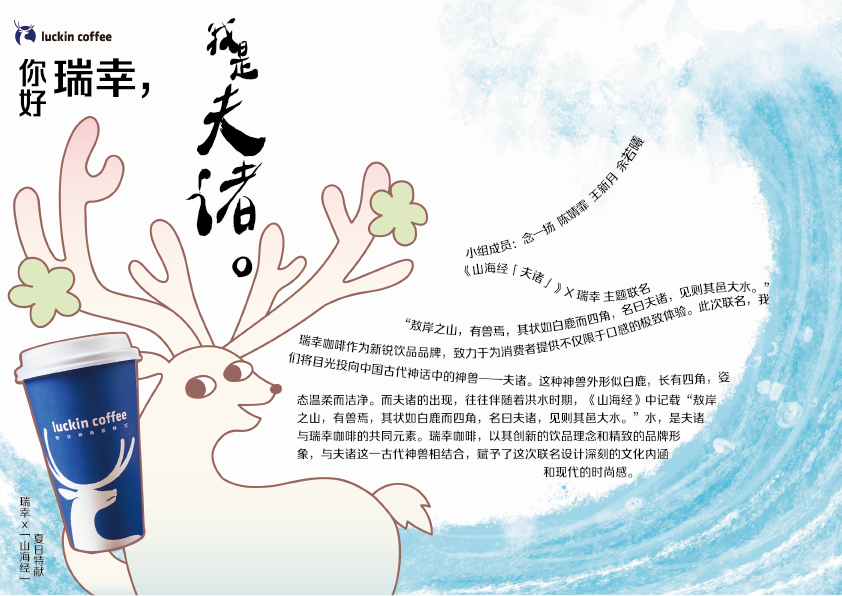 luckin coffee
你好
瑞幸，
我是夫诸。
小组成员：念一扬 陈婧霏 王新月 余若曦
《山海经「夫诸」》X 瑞幸 主题联名
“敖岸之山，有兽焉，其状如白鹿而四角，名曰夫诸，见则其邑大水。”
瑞幸咖啡作为新锐饮品品牌，致力于为消费者提供不仅限于口感的极致体验。此次联名，我
们将目光投向中国古代神话中的神兽——夫诸。这种神兽外形似白鹿，长有四角，姿
态温柔而洁净。而夫诸的出现，往往伴随着洪水时期，《山海经》中记载“敖岸
之山，有兽焉，其状如白鹿而四角，名曰夫诸，见则其邑大水。”水，是夫诸
与瑞幸咖啡的共同元素。瑞幸咖啡，以其创新的饮品理念和精致的品牌形
象，与夫诸这一古代神兽相结合，赋予了这次联名设计深刻的文化内涵
和现代的时尚感。
luckin coffee
瑞幸x「山海经」
夏日特献